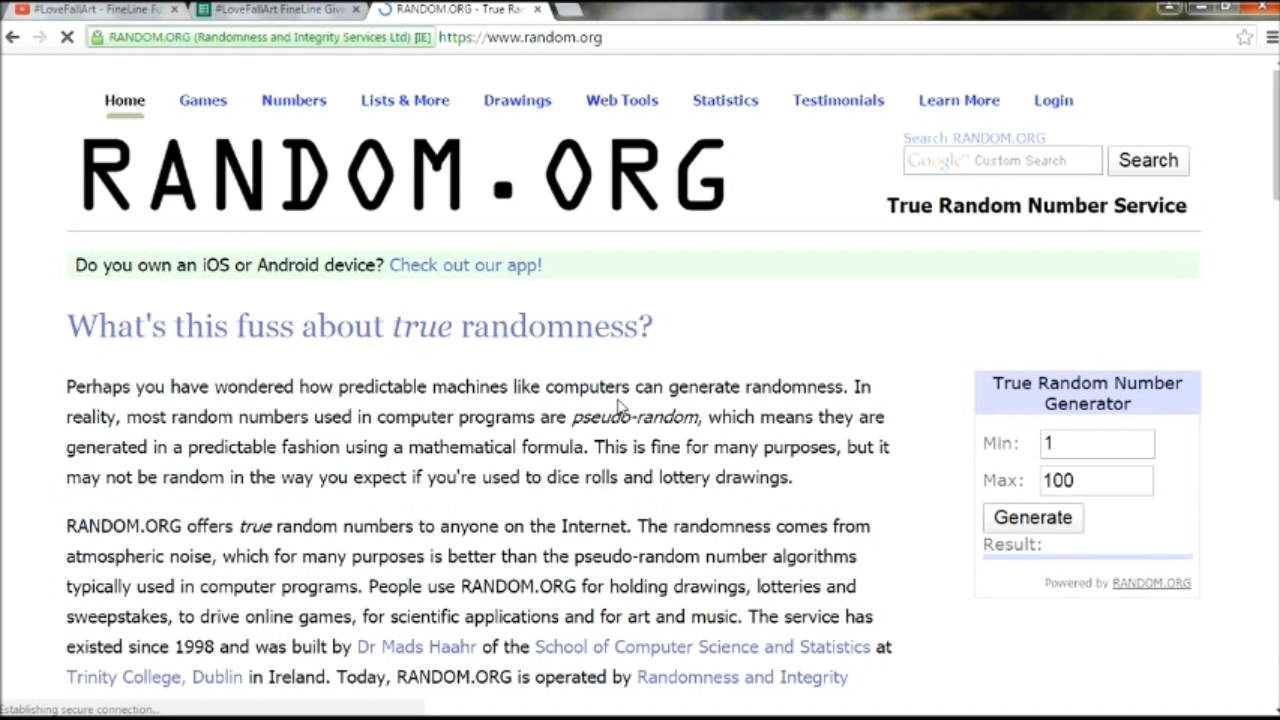 #LoveFallArt - FineLine Fu
#LoveFallArt FineLine Giv
RANDOM.ORG - True Rar
RANDOM.ORG (Randomness and Integrity Services Ltd) [IE] https://www.random.org
Home Games Numbers Lists & More Drawings Web Tools Statistics Testimonials Learn More Login
RANDOM.ORG
Search RANDOM.ORG
Google™ Custom Search Search
True Random Number Service
Do you own an iOS or Android device? Check out our app!
What's this fuss about true randomness?
Perhaps you have wondered how predictable machines like computers can generate randomness. In
reality, most random numbers used in computer programs are pseudo-random, which means they are
generated in a predictable fashion using a mathematical formula. This is fine for many purposes, but it
may not be random in the way you expect if you're used to dice rolls and lottery drawings.
RANDOM.ORG offers true random numbers to anyone on the Internet. The randomness comes from
atmospheric noise, which for many purposes is better than the pseudo-random number algorithms
typically used in computer programs. People use RANDOM.ORG for holding drawings, lotteries and
sweepstakes, to drive online games, for scientific applications and for art and music. The service has
existed since 1998 and was built by Dr Mads Haahr of the School of Computer Science and Statistics at
Trinity College, Dublin in Ireland. Today, RANDOM.ORG is operated by Randomness and Integrity
True Random Number
Generator
Min: 1
Max: 100
Generate
Result:
Powered by RANDOM.ORG
Establishing secure connection...